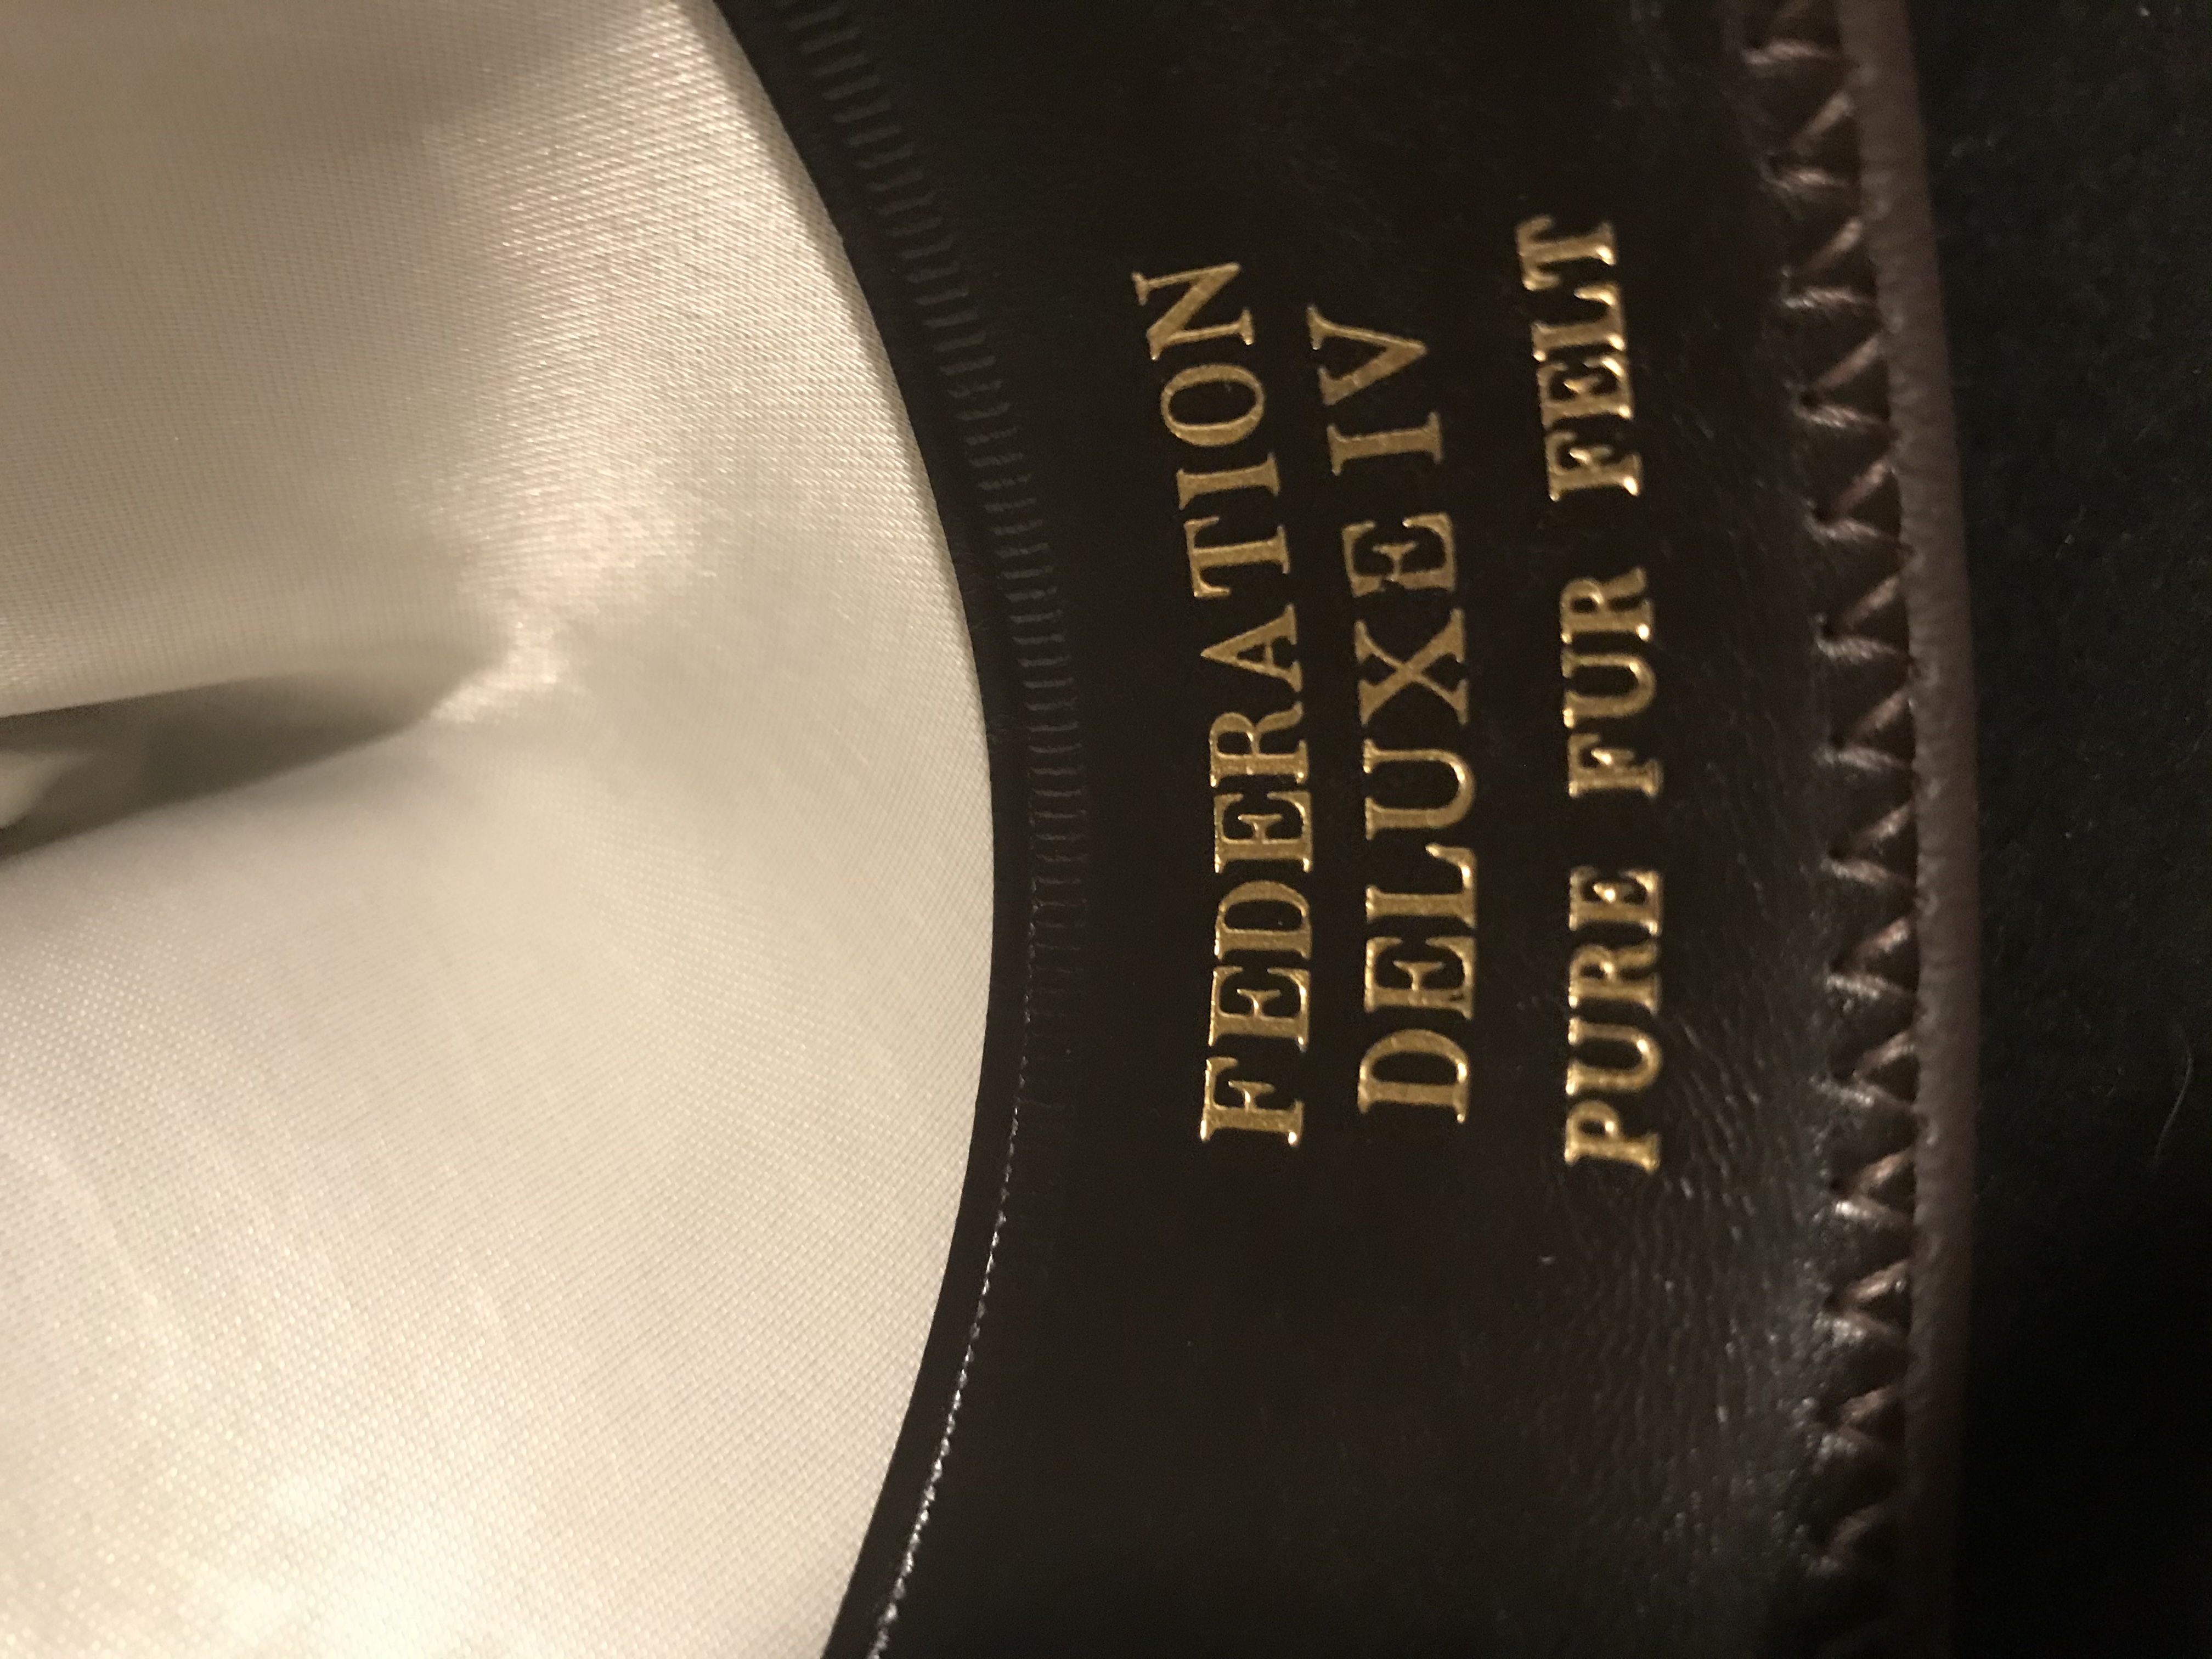 FEDERATION
DELUXE IV
PURE FUR FELT